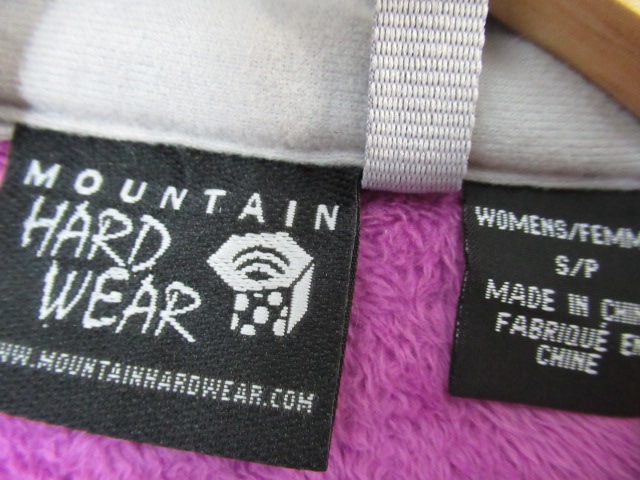 MOUNTAIN
HARD
WEAR
WWW.MOUNTAINHARDWEAR.COM
WOMENS/FEMM
S/P
MADE IN CHIN
FABRIQUÉ EN
CHINE